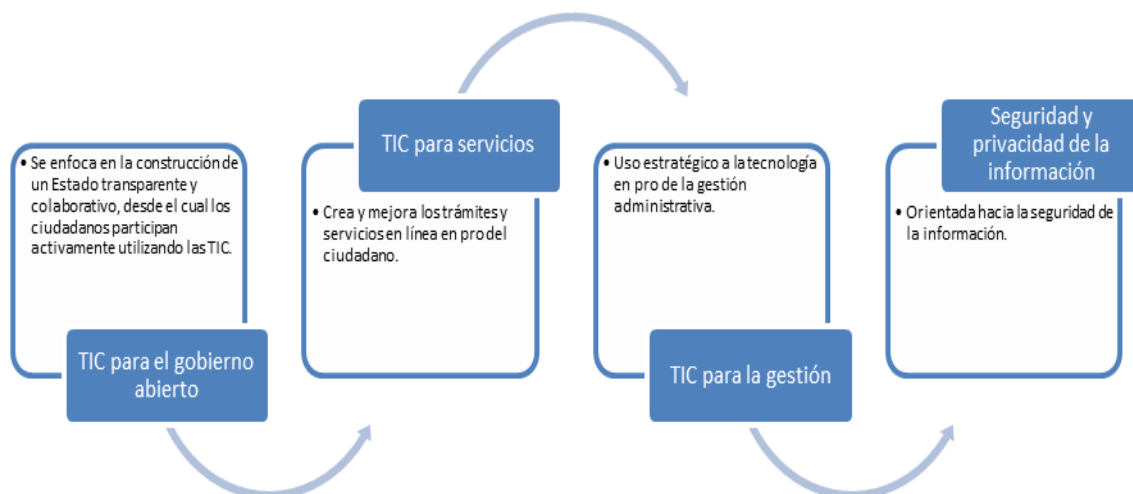 • Se enfoca en la construcción de
un Estado transparente y
colaborativo, desde el cual los
ciudadanos participan
activamente utilizando las TIC.
TIC para el gobierno
abierto
TIC para servicios
• Crea y mejora los trámites y
servicios en línea en pro del
ciudadano.
• Uso estratégico a la tecnología
en pro de la gestión
administrativa.
TIC para la gestión
Seguridad y
privacidad de la
información
• Orientada hacia la seguridad de
la información.